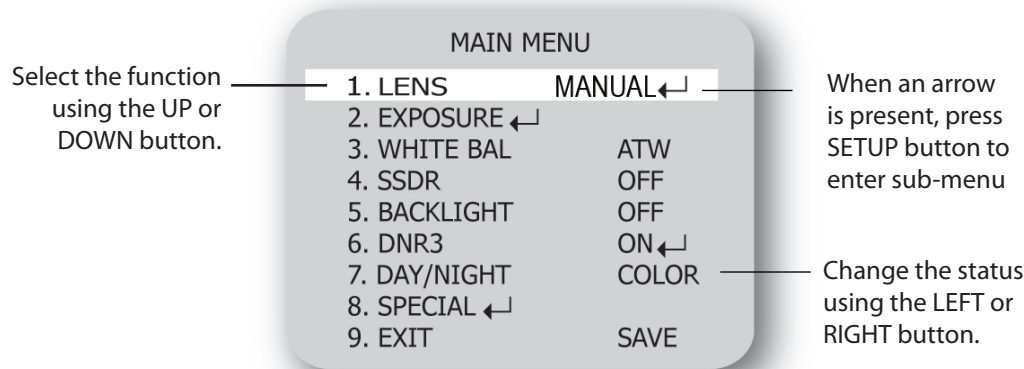 MAIN MENU
Select the function
using the UP or
DOWN button.
1. LENS MANUAL↵
2. EXPOSURE ↵
3. WHITE BAL ATW
4. SSDR OFF
5. BACKLIGHT OFF
6. DNR3 ON↵
7. DAY/NIGHT COLOR
8. SPECIAL ↵
9. EXIT SAVE
When an arrow
is present, press
SETUP button to
enter sub-menu
Change the status
using the LEFT or
RIGHT button.